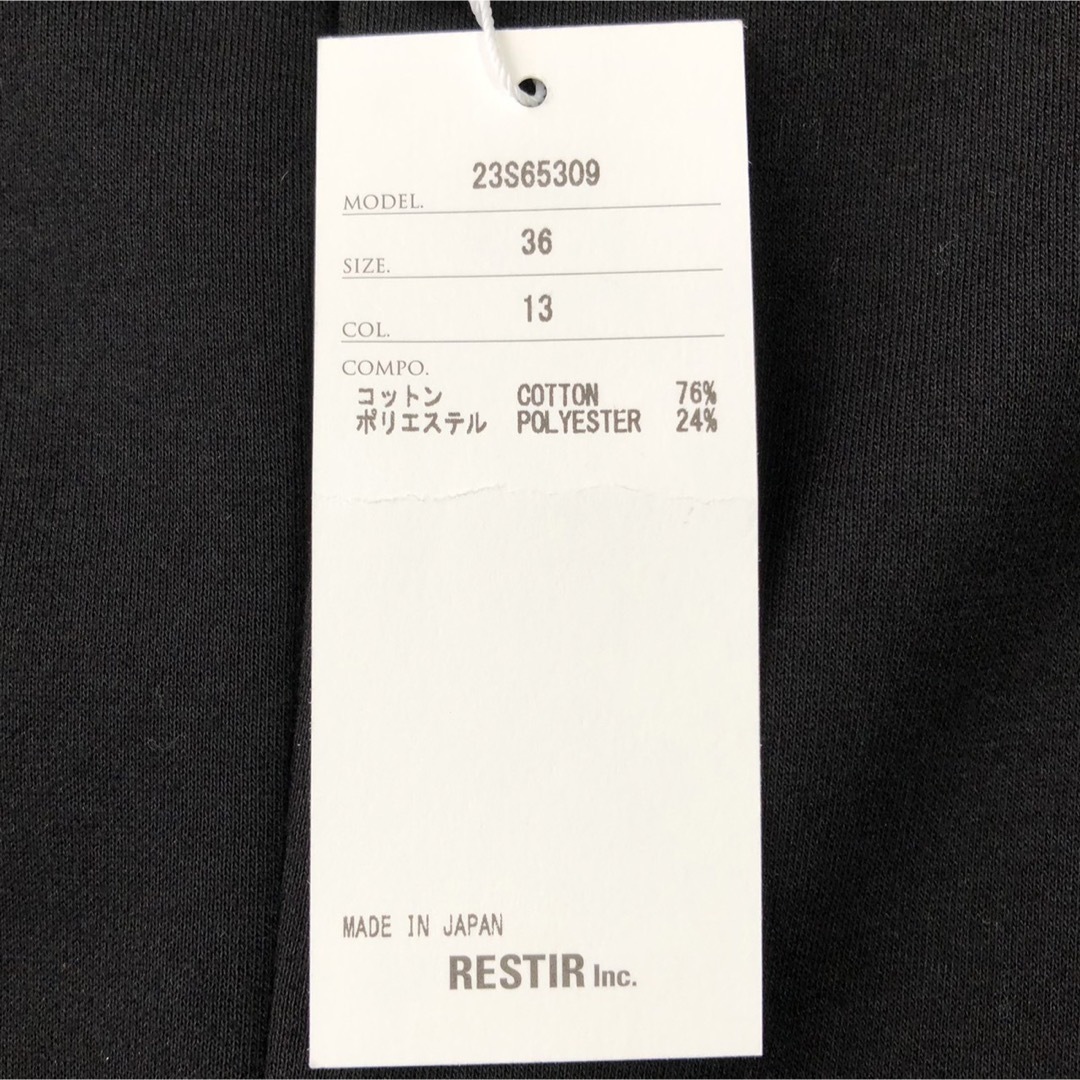 23S65309
MODEL.
36
SIZE.
13
COL.
COMPO.
コットン COTTON 76%
ポリエステル POLYESTER 24%
MADE IN JAPAN
RESTIR Inc.